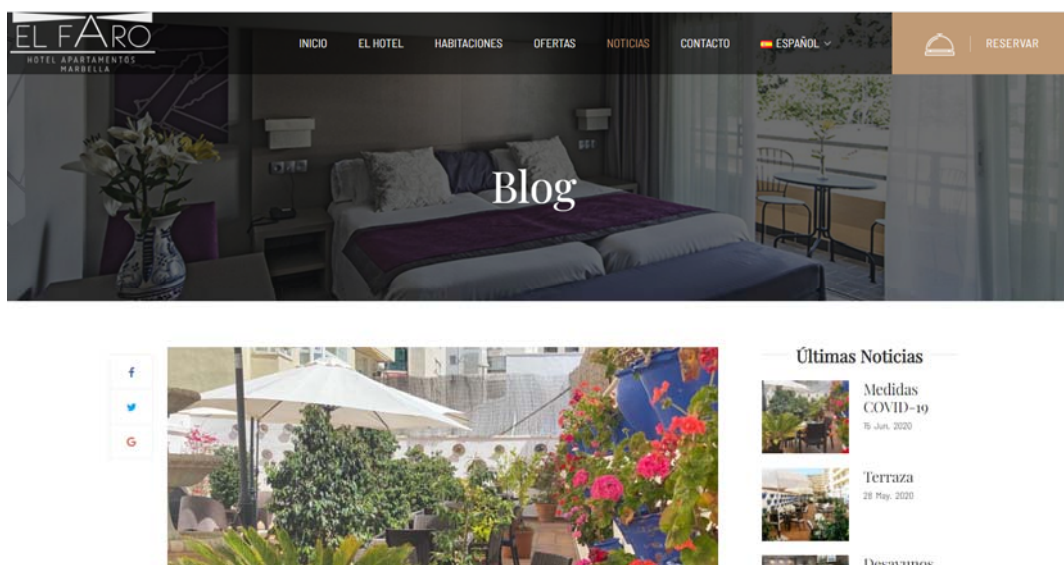 EL FARO
HOTEL APARTAMENTOS
MARBELLA
INICIO EL HOTEL HABITACIONES OFERTAS NOTICIAS CONTACTO ESPAÑOL RESERVAR
Blog
f
G
Últimas Noticias
Medidas
COVID-19
15 Jun. 2020
Terraza
28 May. 2020
Desayunos